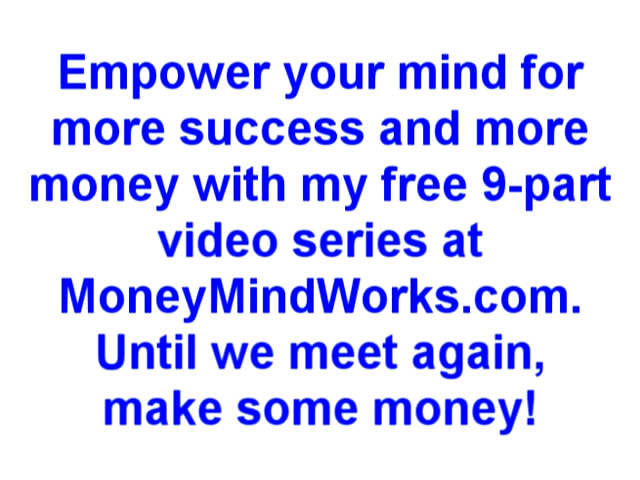 Empower your mind for
more success and more
money with my free 9-part
video series at
MoneyMindWorks.com.
Until we meet again,
make some money!